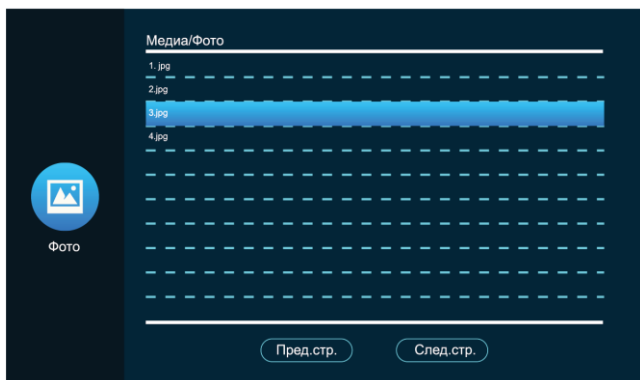 Медиа/Фото
1. jpg
2.jpg
3.jpg
4.jpg
Фото
Пред.стр.
След.стр.